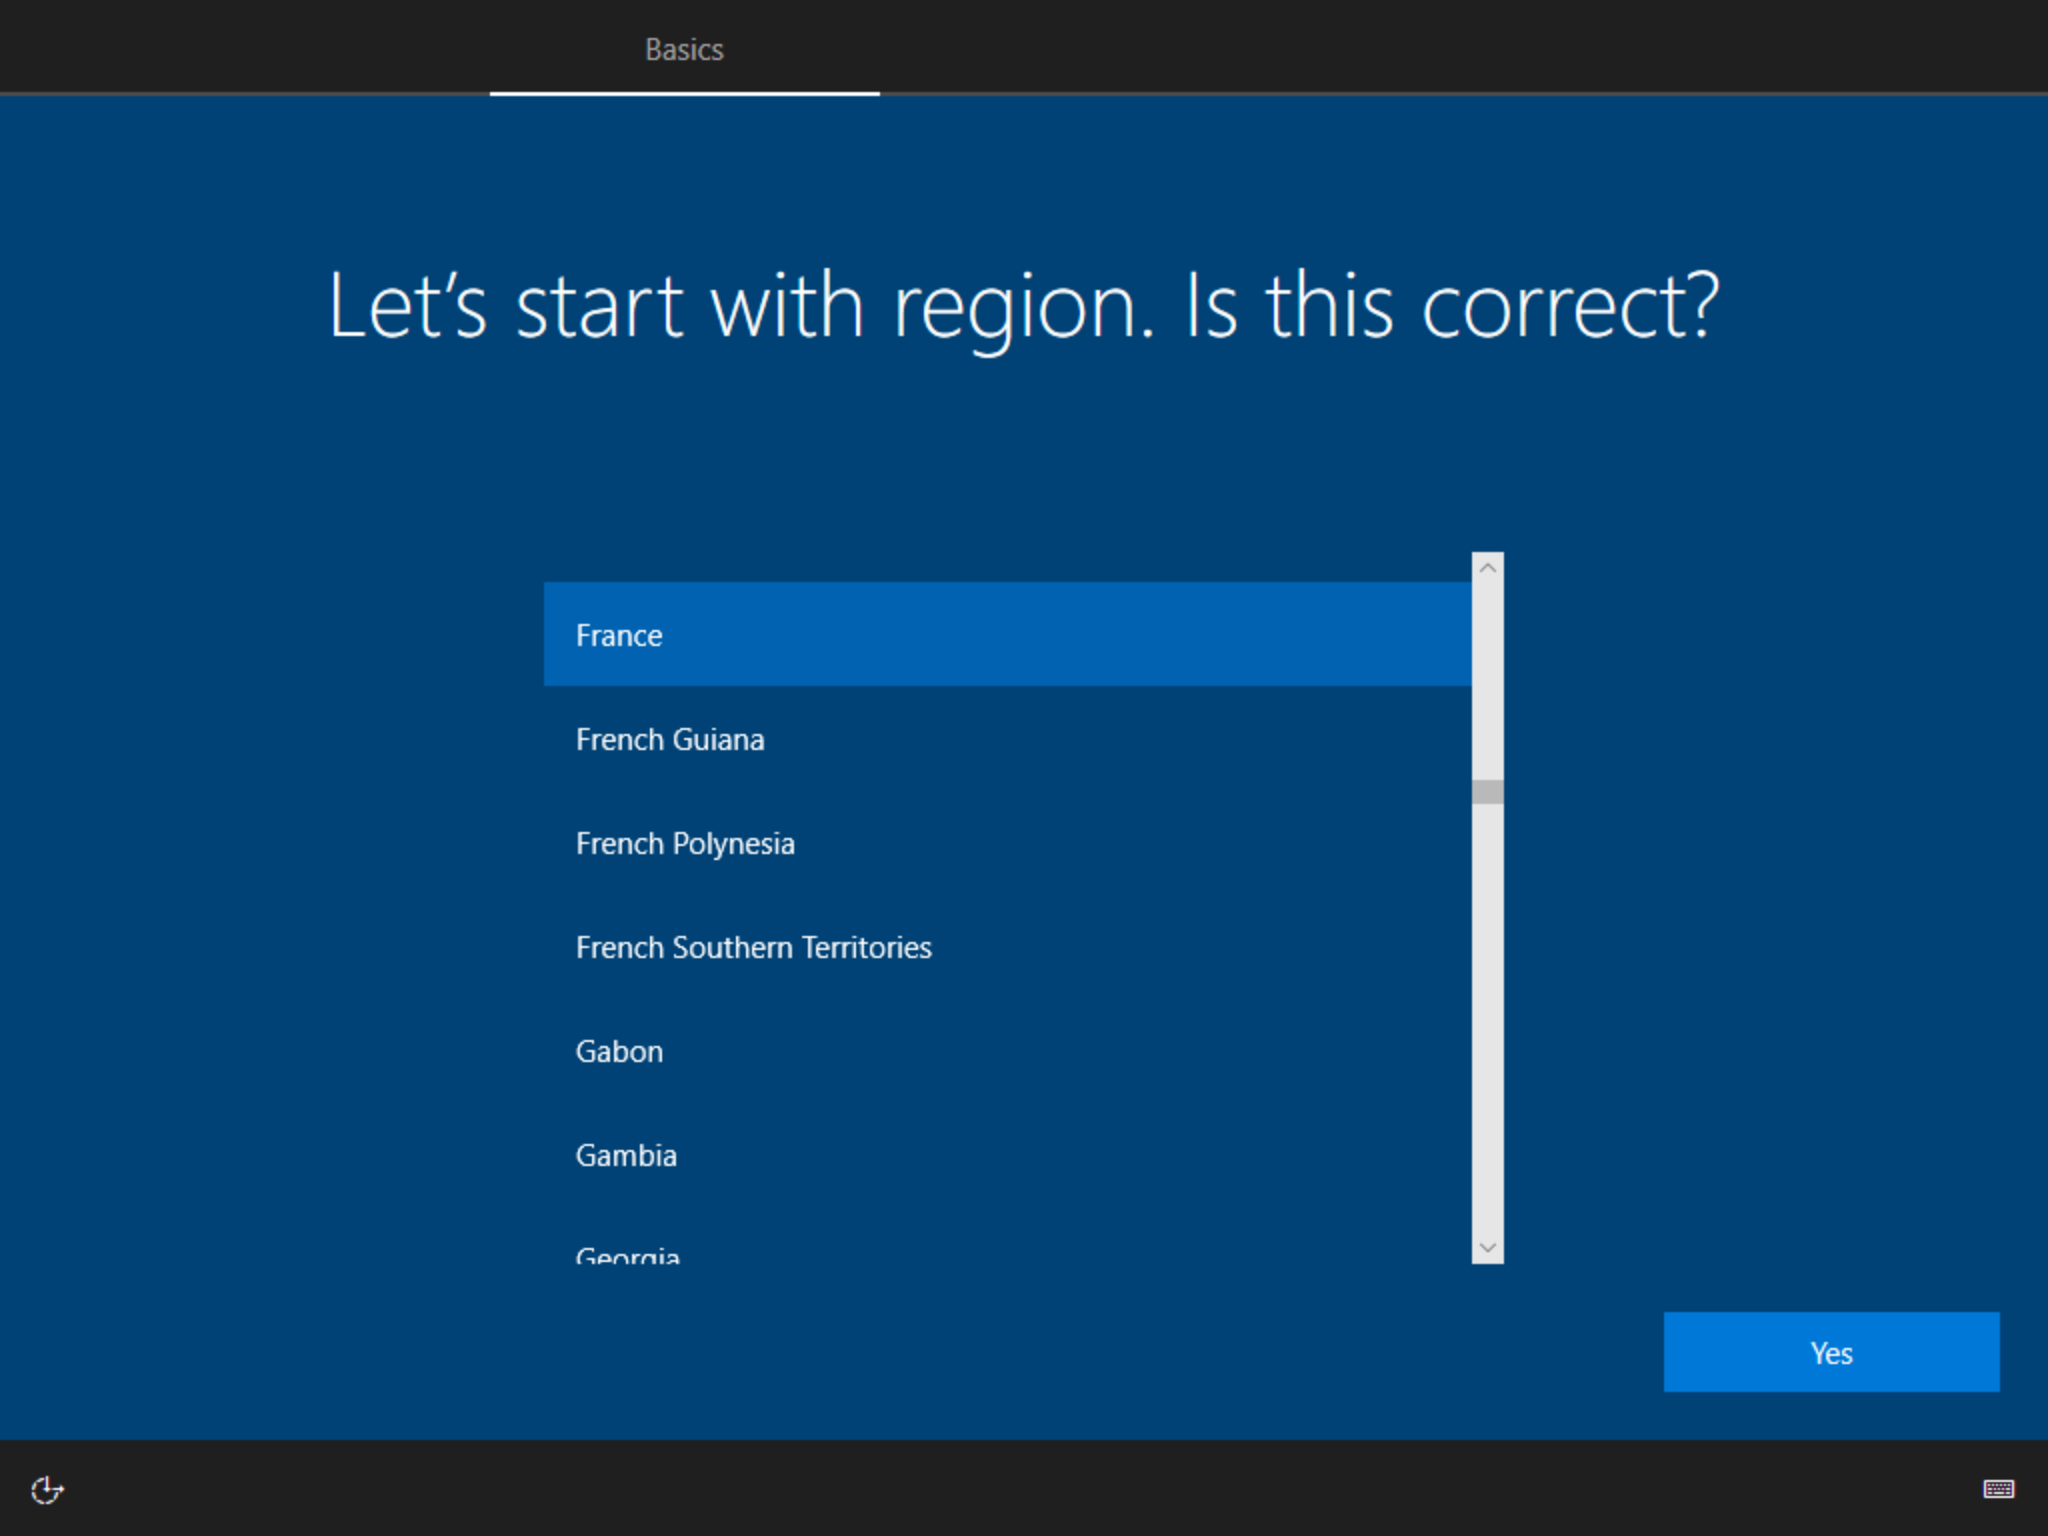 Basics
Let’s start with region. Is this correct?
France
French Guiana
French Polynesia
French Southern Territories
Gabon
Gambia
Georgia
Yes